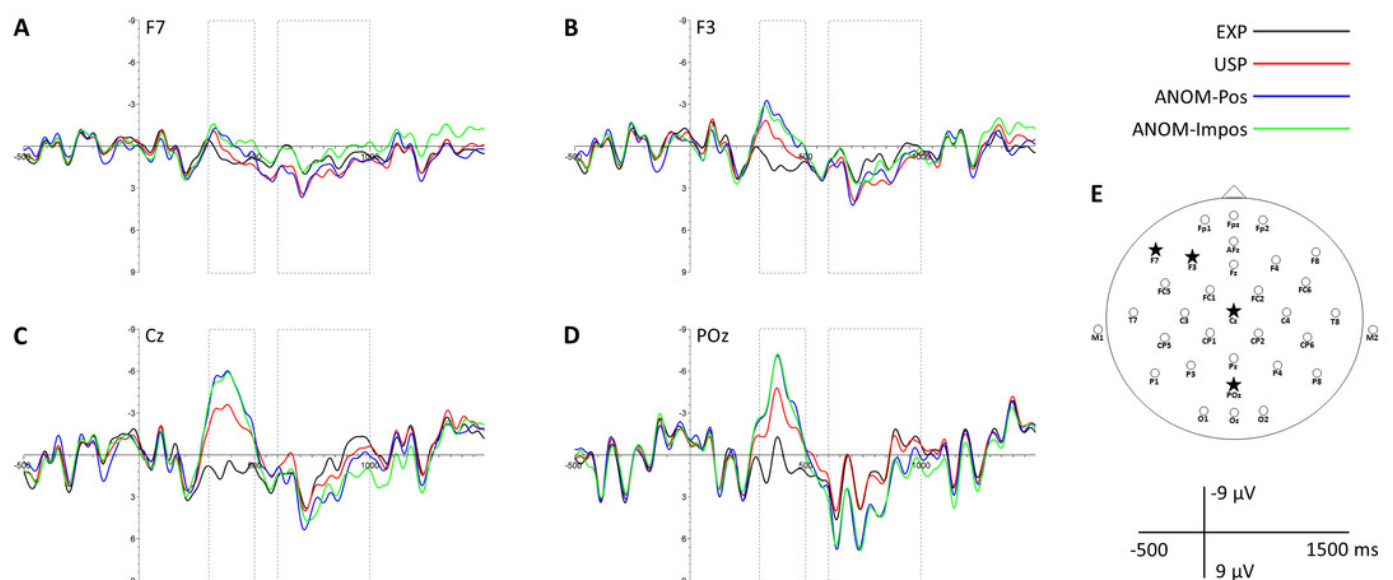 A
F7
-9
-6
-3
-500
500
1000
3
6
9
B
F3
-9
-6
-3
-500
500
1000
3
6
9
EXP
USP
ANOM-Pos
ANOM-Impos
C
Cz
-9
-6
-3
-500
500
1000
3
6
9
D
POz
-9
-6
-3
-500
500
1000
3
6
9
E
Fp1 Fpz Fp2
AFz
F7 F3 Fz F4 F8
FC5 FC1 FC2 FC6
T7 C3 Cz C4 T8
M1 M2
CP5 CP1 CP2 CP6
P1 P3 Pz P4 P8
POz
O1 Oz O2
-9 µV
-500 1500 ms
9 µV